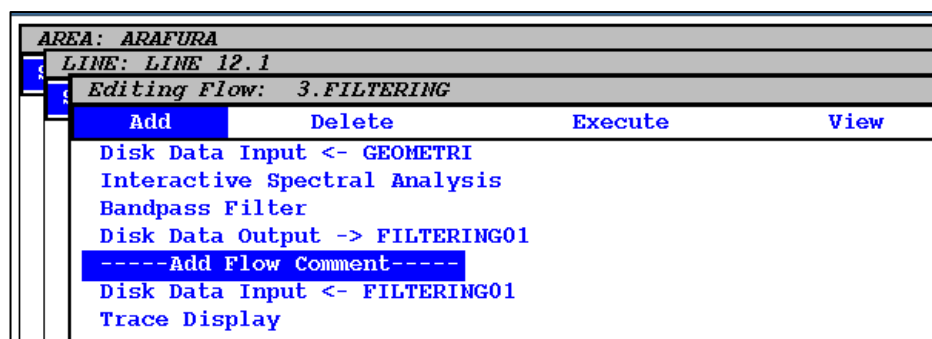 AREA: ARAFURA
LINE: LINE 12.1
Editing Flow: 3.FILTERING
Add Delete Execute View
Disk Data Input <- GEOMETRI
Interactive Spectral Analysis
Bandpass Filter
Disk Data Output -> FILTERING01
-----Add Flow Comment-----
Disk Data Input <- FILTERING01
Trace Display